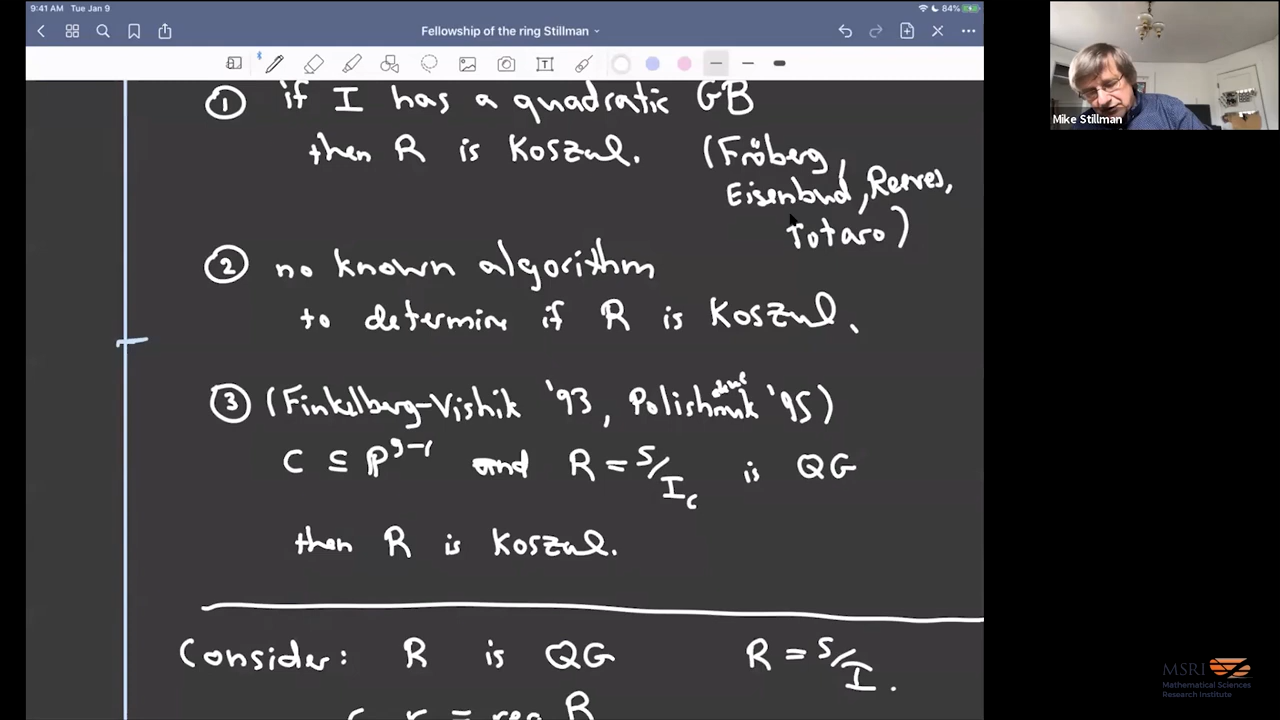 9:41 AM Tue Jan 9
84%
Fellowship of the ring Stillman
① if I has a quadratic GB
then R is Koszul. (Fröberg,
Eisenbud, Reeves,
Totaro)
② no known algorithm
to determine if R is Koszul.
③ (Finkelberg-Vishik '93, Polishchuk '95)
C ⊆ P^{g-1} and R = S/I_C is QG
then R is Koszul.
Consider: R is QG R = S/I.
r = reg R
Mike Stillman
MSRI
Mathematical Sciences
Research Institute